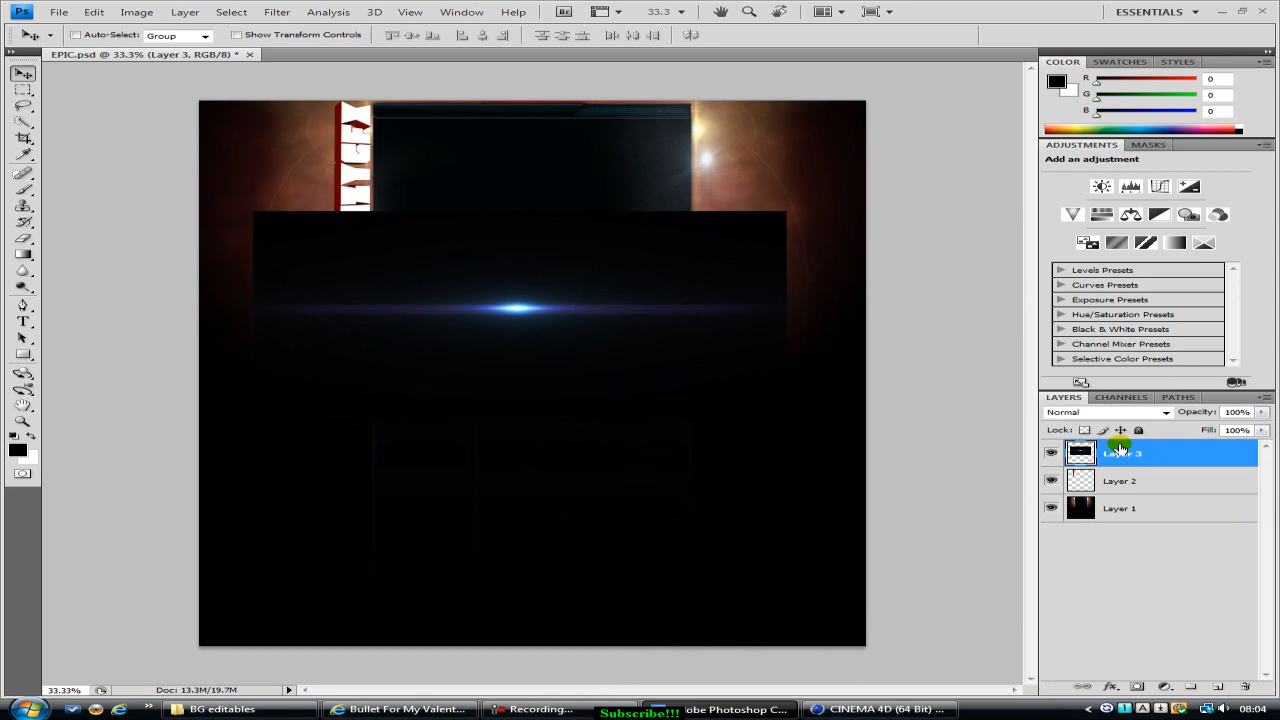 Ps File Edit Image Layer Select Filter Analysis 3D View Window Help Br 33.3 ESSENTIALS
Auto-Select: Group Show Transform Controls
EPIC.psd @ 33.3% (Layer 3, RGB/8) *
COLOR SWATCHES STYLES
R 0
G 0
B 0
ADJUSTMENTS MASKS
Add an adjustment
Levels Presets
Curves Presets
Exposure Presets
Hue/Saturation Presets
Black & White Presets
Channel Mixer Presets
Selective Color Presets
LAYERS CHANNELS PATHS
Normal Opacity: 100%
Lock: Fill: 100%
Layer 3
Layer 2
Layer 1
33.33% Doc: 13.3M/19.7M
BG editables Bullet For My Valen... Recording... dobe Photoshop C... CINEMA 4D (64 Bit) ... 08:04
Subscribe!!!